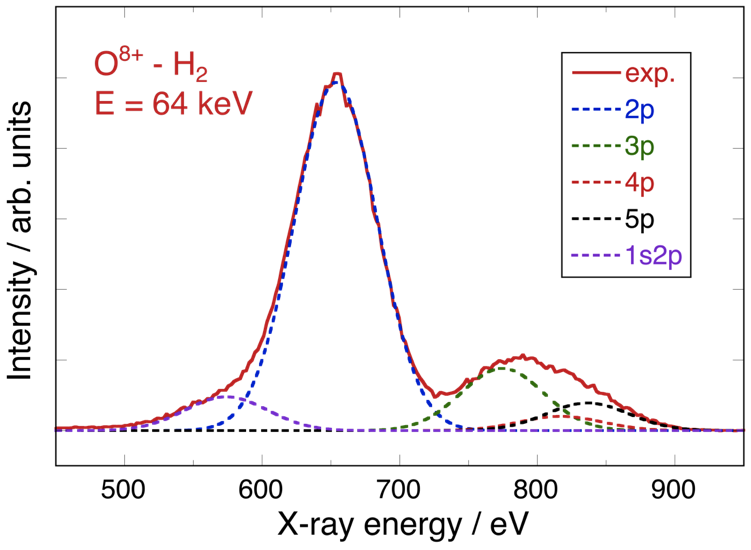 O⁸⁺ - H₂
E = 64 keV
exp.
2p
3p
4p
5p
1s2p
Intensity / arb. units
500 600 700 800 900
X-ray energy / eV